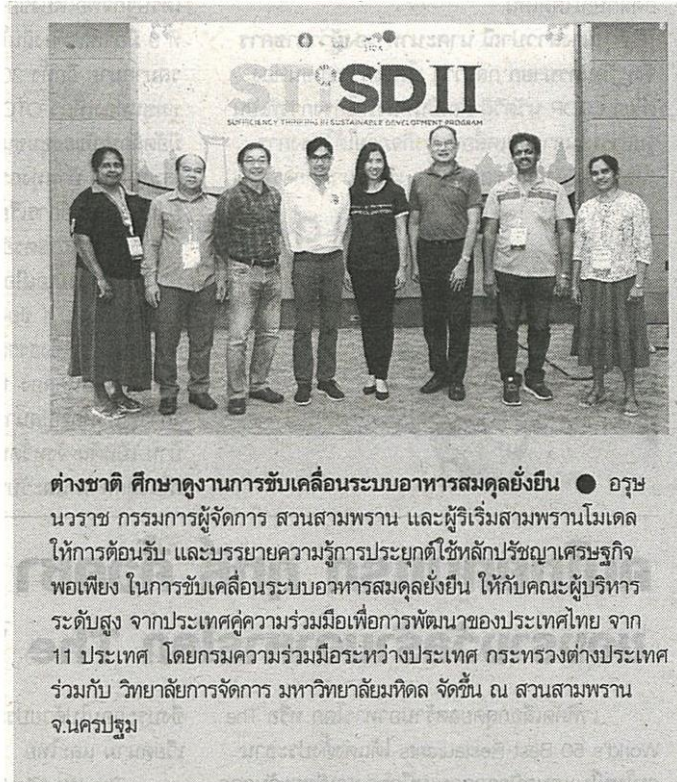 STSDII
SUFFICIENCY THINKING IN SUSTAINABLE DEVELOPMENT PROGRAM
ต่างชาติ ศึกษาดูงานการขับเคลื่อนระบบอาหารสมดุลยั่งยืน ● อรุษ
นวราช กรรมการผู้จัดการ สวนสามพราน และผู้ริเริ่มสามพรานโมเดล
ให้การต้อนรับ และบรรยายความรู้การประยุกต์ใช้หลักปรัชญาเศรษฐกิจ
พอเพียง ในการขับเคลื่อนระบบอาหารสมดุลยั่งยืน ให้กับคณะผู้บริหาร
ระดับสูง จากประเทศคู่ความร่วมมือเพื่อการพัฒนาของประเทศไทย จาก
11 ประเทศ โดยกรมความร่วมมือระหว่างประเทศ กระทรวงต่างประเทศ
ร่วมกับ วิทยาลัยการจัดการ มหาวิทยาลัยมหิดล จัดขึ้น ณ สวนสามพราน
จ.นครปฐม